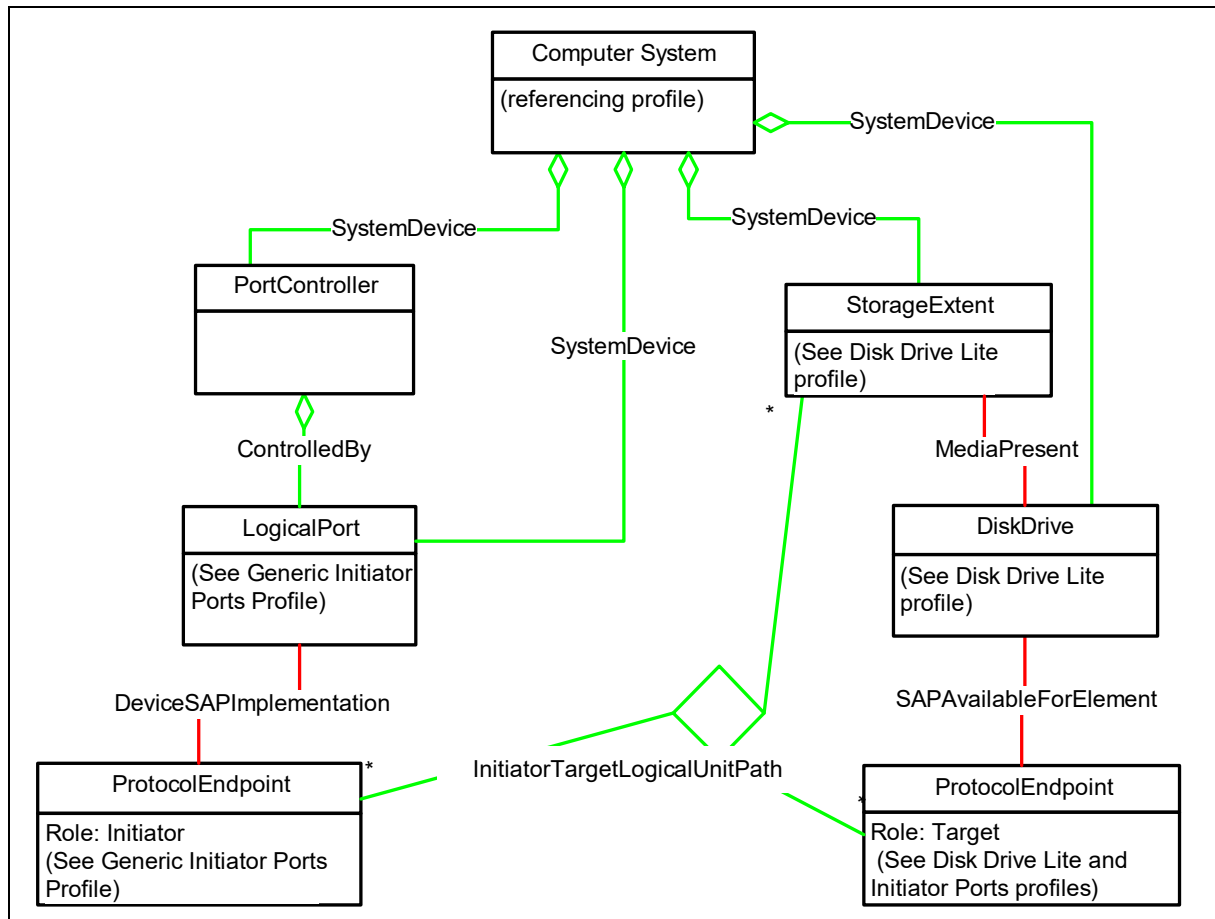 Computer System
(referencing profile)
SystemDevice
SystemDevice
SystemDevice
PortController
StorageExtent
(See Disk Drive Lite
profile)
SystemDevice
*
ControlledBy
MediaPresent
LogicalPort
(See Generic Initiator
Ports Profile)
DiskDrive
(See Disk Drive Lite
profile)
DeviceSAPImplementation
SAPAvailableForElement
*
InitiatorTargetLogicalUnitPath
ProtocolEndpoint
Role: Initiator
(See Generic Initiator Ports
Profile)
*
ProtocolEndpoint
Role: Target
(See Disk Drive Lite and
Initiator Ports profiles)